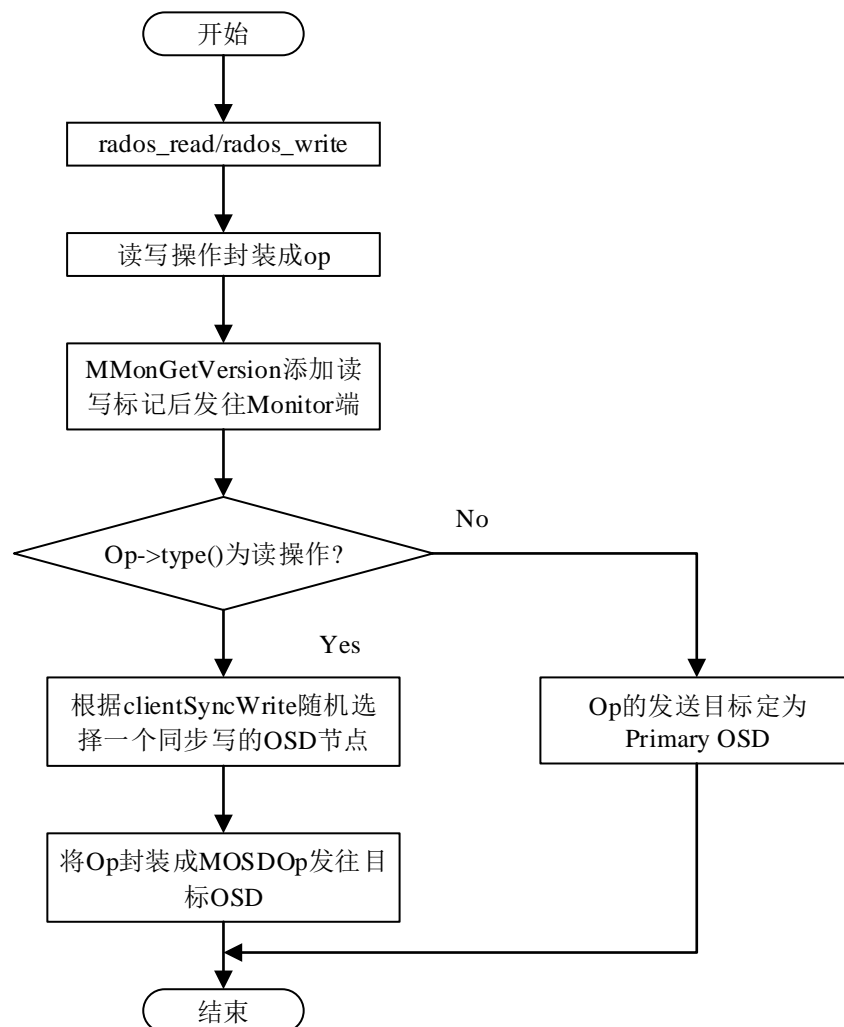 开始
rados_read/rados_write
读写操作封装成op
MMonGetVersion添加读
写标记后发往Monitor端
No
Op->type()为读操作?
Yes
根据clientSyncWrite随机选
择一个同步写的OSD节点
Op的发送目标定为
Primary OSD
将Op封装成MOSDOp发往目
标OSD
结束